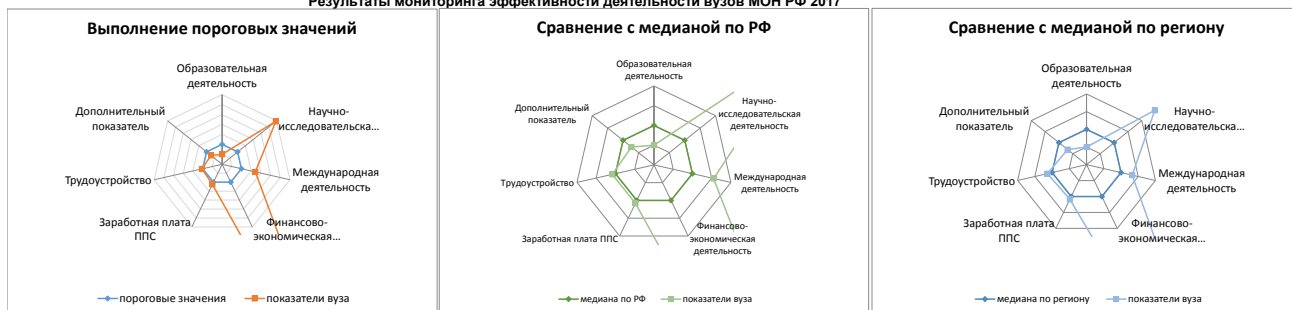 Результаты мониторинга эффективности деятельности вузов МОН РФ 2017
Выполнение пороговых значений
Образовательная
деятельность
Научно-
исследовательска…
Международная
деятельность
Финансово-
экономическая…
Заработная плата
ППС
Трудоустройство
Дополнительный
показатель
пороговые значения
показатели вуза
Сравнение с медианой по РФ
Образовательная
деятельность
Научно-
исследовательская
деятельность
Международная
деятельность
Финансово-
экономическая
деятельность
Заработная плата ППС
Трудоустройство
Дополнительный
показатель
медиана по РФ
показатели вуза
Сравнение с медианой по региону
Образовательная
деятельность
Научно-
исследовательска…
Международная
деятельность
Финансово-
экономическая…
Заработная плата
ППС
Трудоустройство
Дополнительный
показатель
медиана по региону
показатели вуза